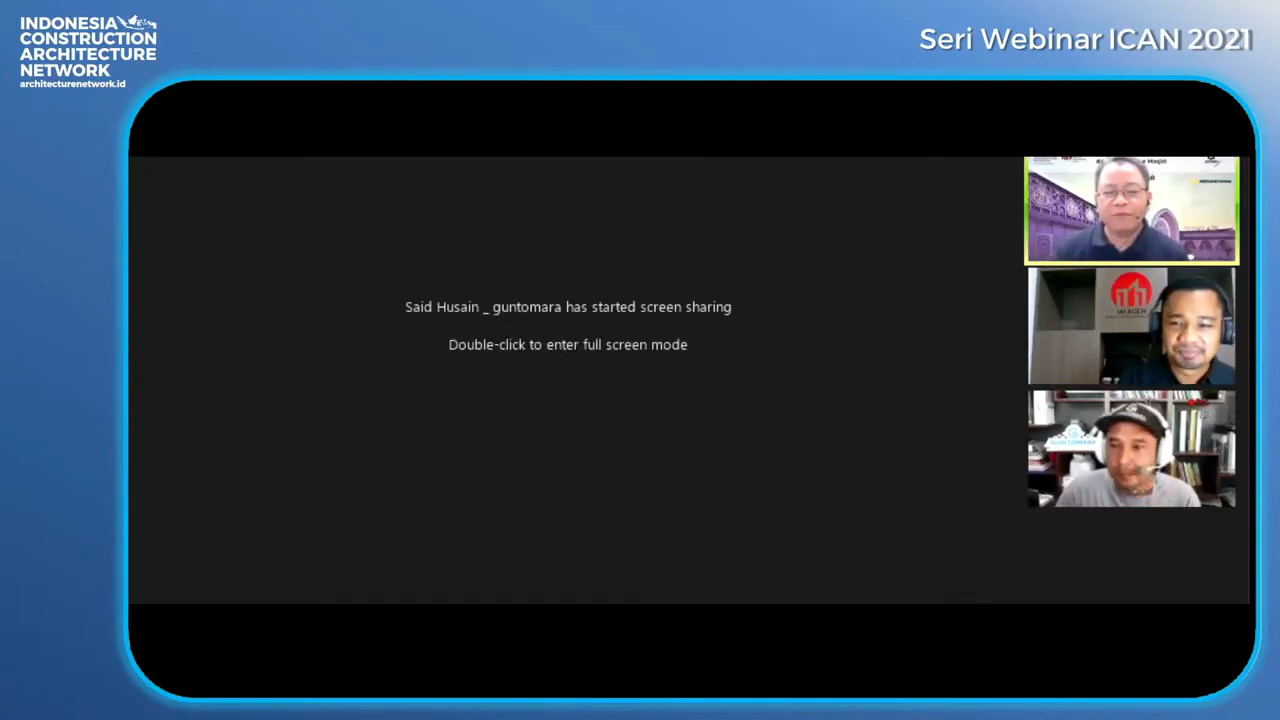 INDONESIA
CONSTRUCTION
ARCHITECTURE
NETWORK
architecturenetwork.id
Seri Webinar ICAN 2021
Masjid
Said Husain _ guntomara has started screen sharing
Double-click to enter full screen mode
IAI ACEH